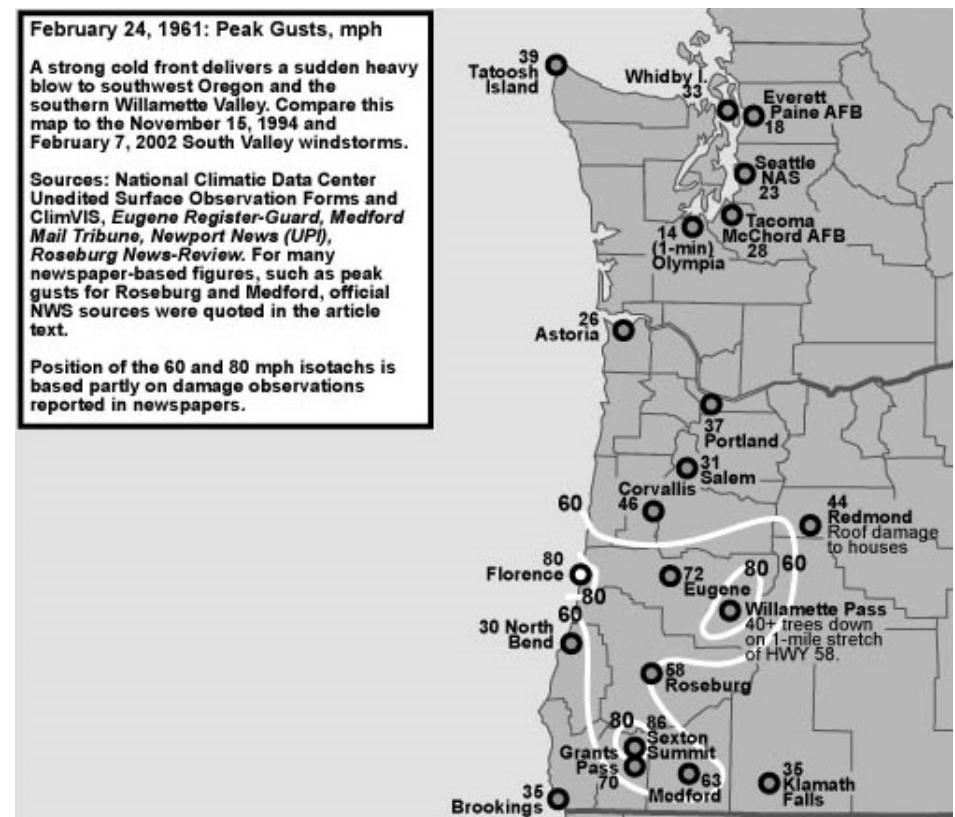 February 24, 1961: Peak Gusts, mph
A strong cold front delivers a sudden heavy
blow to southwest Oregon and the
southern Willamette Valley. Compare this
map to the November 15, 1994 and
February 7, 2002 South Valley windstorms.
Sources: National Climatic Data Center
Unedited Surface Observation Forms and
ClimVIS, Eugene Register-Guard, Medford
Mail Tribune, Newport News (UPI),
Roseburg News-Review. For many
newspaper-based figures, such as peak
gusts for Roseburg and Medford, official
NWS sources were quoted in the article
text.
Position of the 60 and 80 mph isotachs is
based partly on damage observations
reported in newspapers.
39
Tatoosh
Island
Whidby I.
33
Everett
Paine AFB
18
Seattle
NAS
23
Tacoma
McChord AFB
28
14
(1-min)
Olympia
26
Astoria
37
Portland
31
Salem
Corvallis
46
44
Redmond
Roof damage
to houses
60
80
Florence
80
60
72
Eugene
80
60
Willamette Pass
40+ trees down
on 1-mile stretch
of HWY 58.
30 North
Bend
58
Roseburg
80
86
Sexton
Summit
Grants
Pass
70
63
Medford
35
Klamath
Falls
35
Brookings